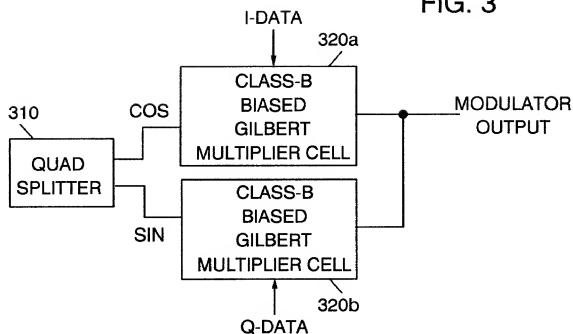 FIG. 3
I-DATA
320a
CLASS-B
BIASED
GILBERT
MULTIPLIER CELL
310
COS
QUAD
SPLITTER
SIN
MODULATOR
OUTPUT
CLASS-B
BIASED
GILBERT
MULTIPLIER CELL
320b
Q-DATA